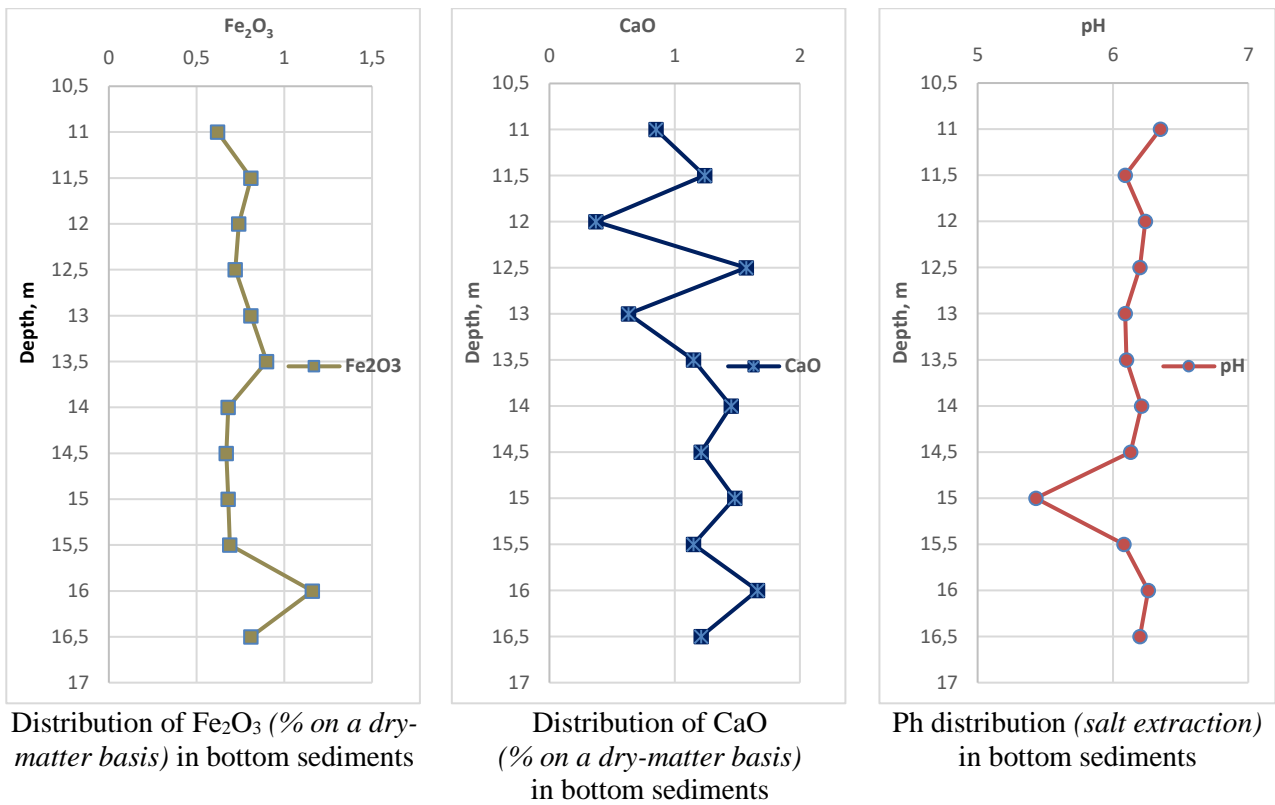 Fe₂O₃
0 0,5 1 1,5
10,5
11
11,5
12
12,5
13
13,5
14
14,5
15
15,5
16
16,5
17
Depth, m
Fe2O3
Distribution of Fe₂O₃ (% on a dry-
matter basis) in bottom sediments
CaO
0 1 2
10,5
11
11,5
12
12,5
13
13,5
14
14,5
15
15,5
16
16,5
17
Depth, m
CaO
Distribution of CaO
(% on a dry-matter basis)
in bottom sediments
pH
5 6 7
10,5
11
11,5
12
12,5
13
13,5
14
14,5
15
15,5
16
16,5
17
Depth, m
pH
Ph distribution (salt extraction)
in bottom sediments